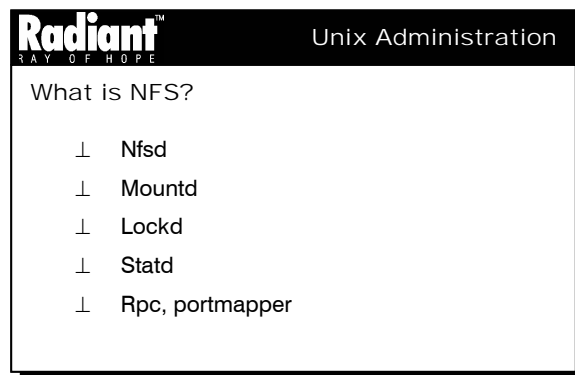 Radiant™
RAY OF HOPE
Unix Administration
What is NFS?
⊥ Nfsd
⊥ Mountd
⊥ Lockd
⊥ Statd
⊥ Rpc, portmapper